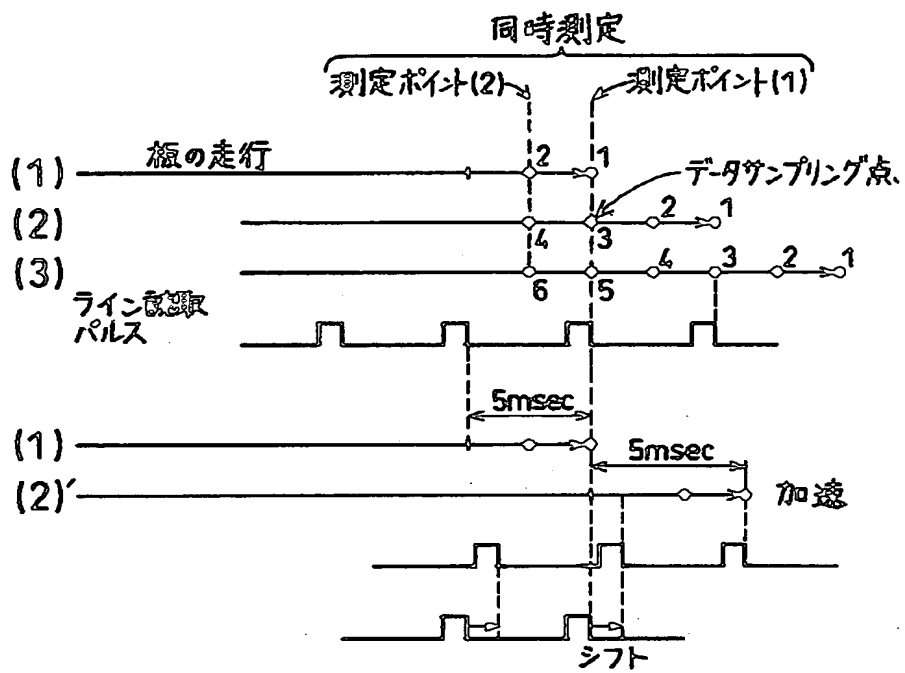 同時測定
測定ポイント(2)
測定ポイント(1)
(1)
板の走行
2
1
データサンプリング点
(2)
4
3
2
1
(3)
6
5
4
3
2
1
ライン
パルス
5msec
(1)
5msec
(2)′
加速
シフト